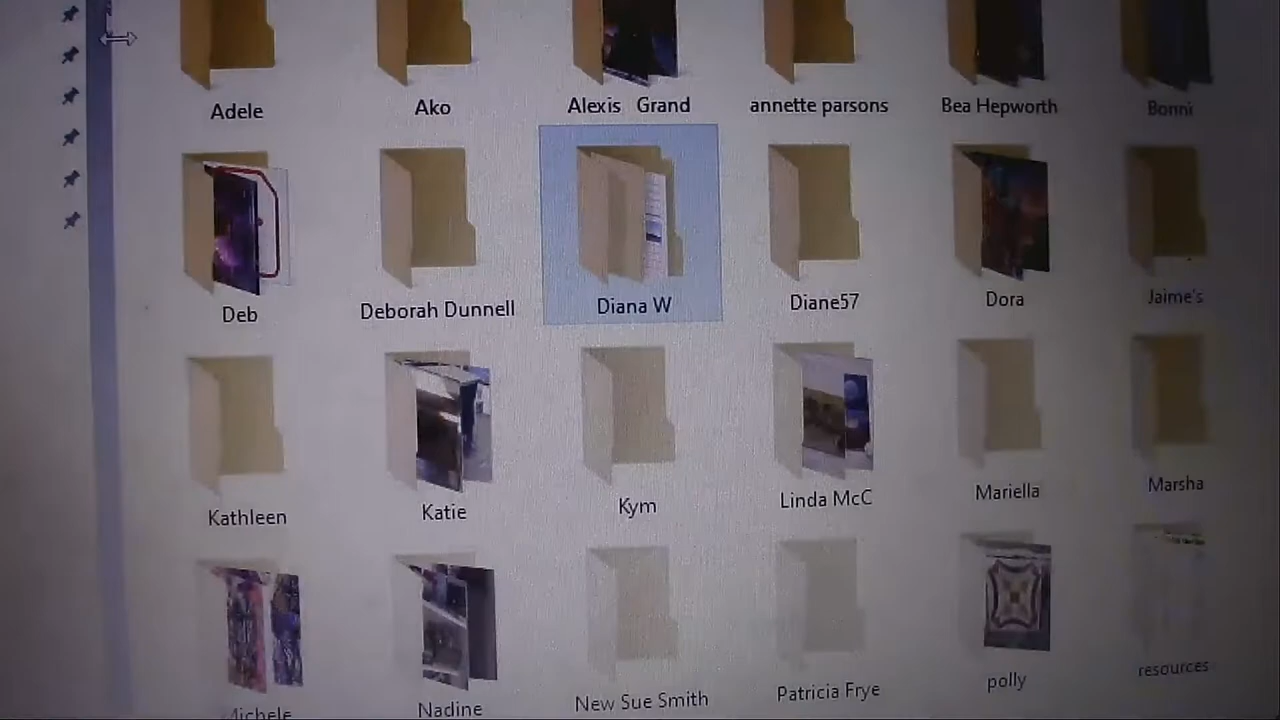 Adele
Ako
Alexis Grand
annette parsons
Bea Hepworth
Bonni
Deb
Deborah Dunnell
Diana W
Diane57
Dora
Jaime's
Kathleen
Katie
Kym
Linda McC
Mariella
Marsha
Michele
Nadine
New Sue Smith
Patricia Frye
polly
resources